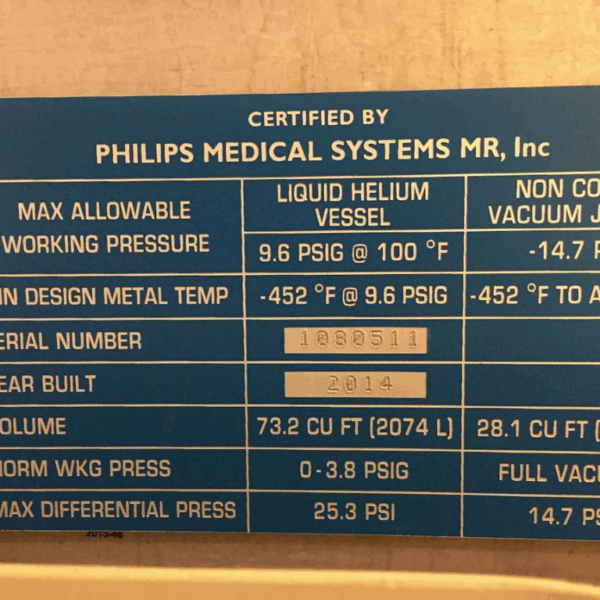 CERTIFIED BY
PHILIPS MEDICAL SYSTEMS MR, Inc
MAX ALLOWABLE WORKING PRESSURE
LIQUID HELIUM VESSEL
NON CO
VACUUM J
9.6 PSIG @ 100 °F
-14.7 P
IN DESIGN METAL TEMP -452 °F @ 9.6 PSIG -452 °F TO A
ERIAL NUMBER 1080511
EAR BUILT 2014
OLUME 73.2 CU FT (2074 L) 28.1 CU FT (
NORM WKG PRESS 0-3.8 PSIG FULL VAC
MAX DIFFERENTIAL PRESS 25.3 PSI 14.7 PS